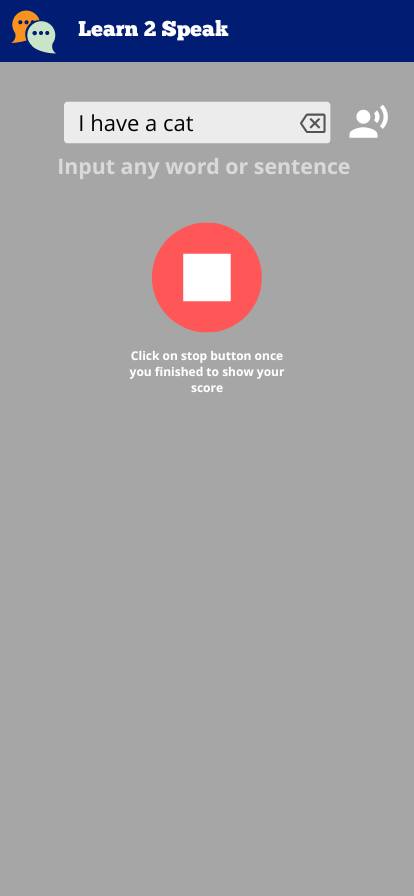 Learn 2 Speak
I have a cat
Input any word or sentence
Click on stop button once
you finished to show your
score